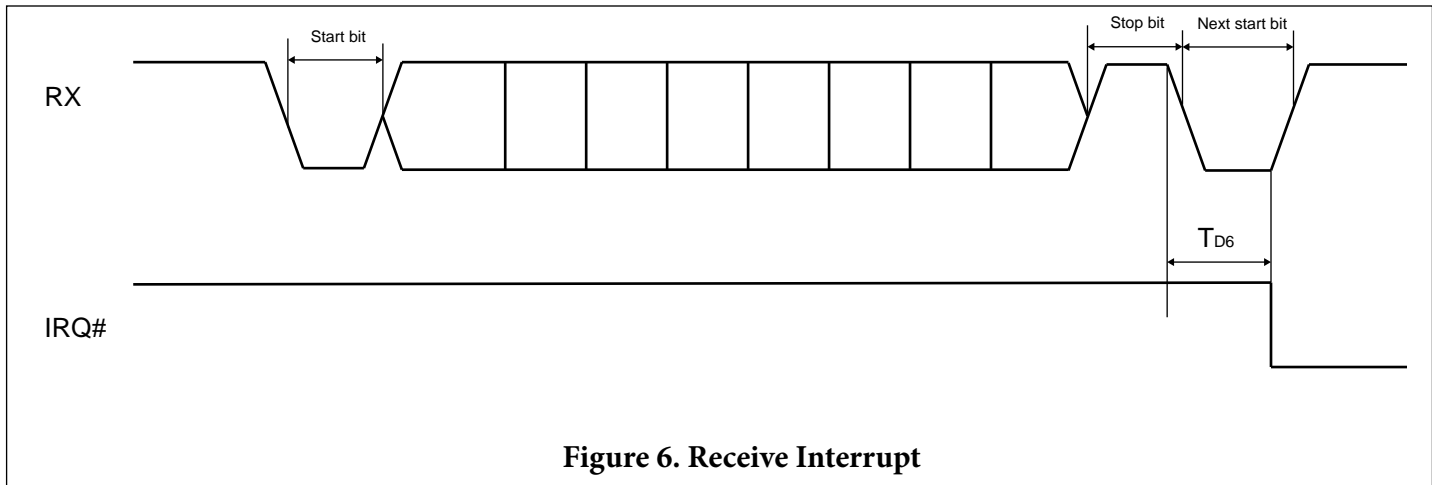 Start bit
Stop bit
Next start bit
RX
TD6
IRQ#
Figure 6. Receive Interrupt